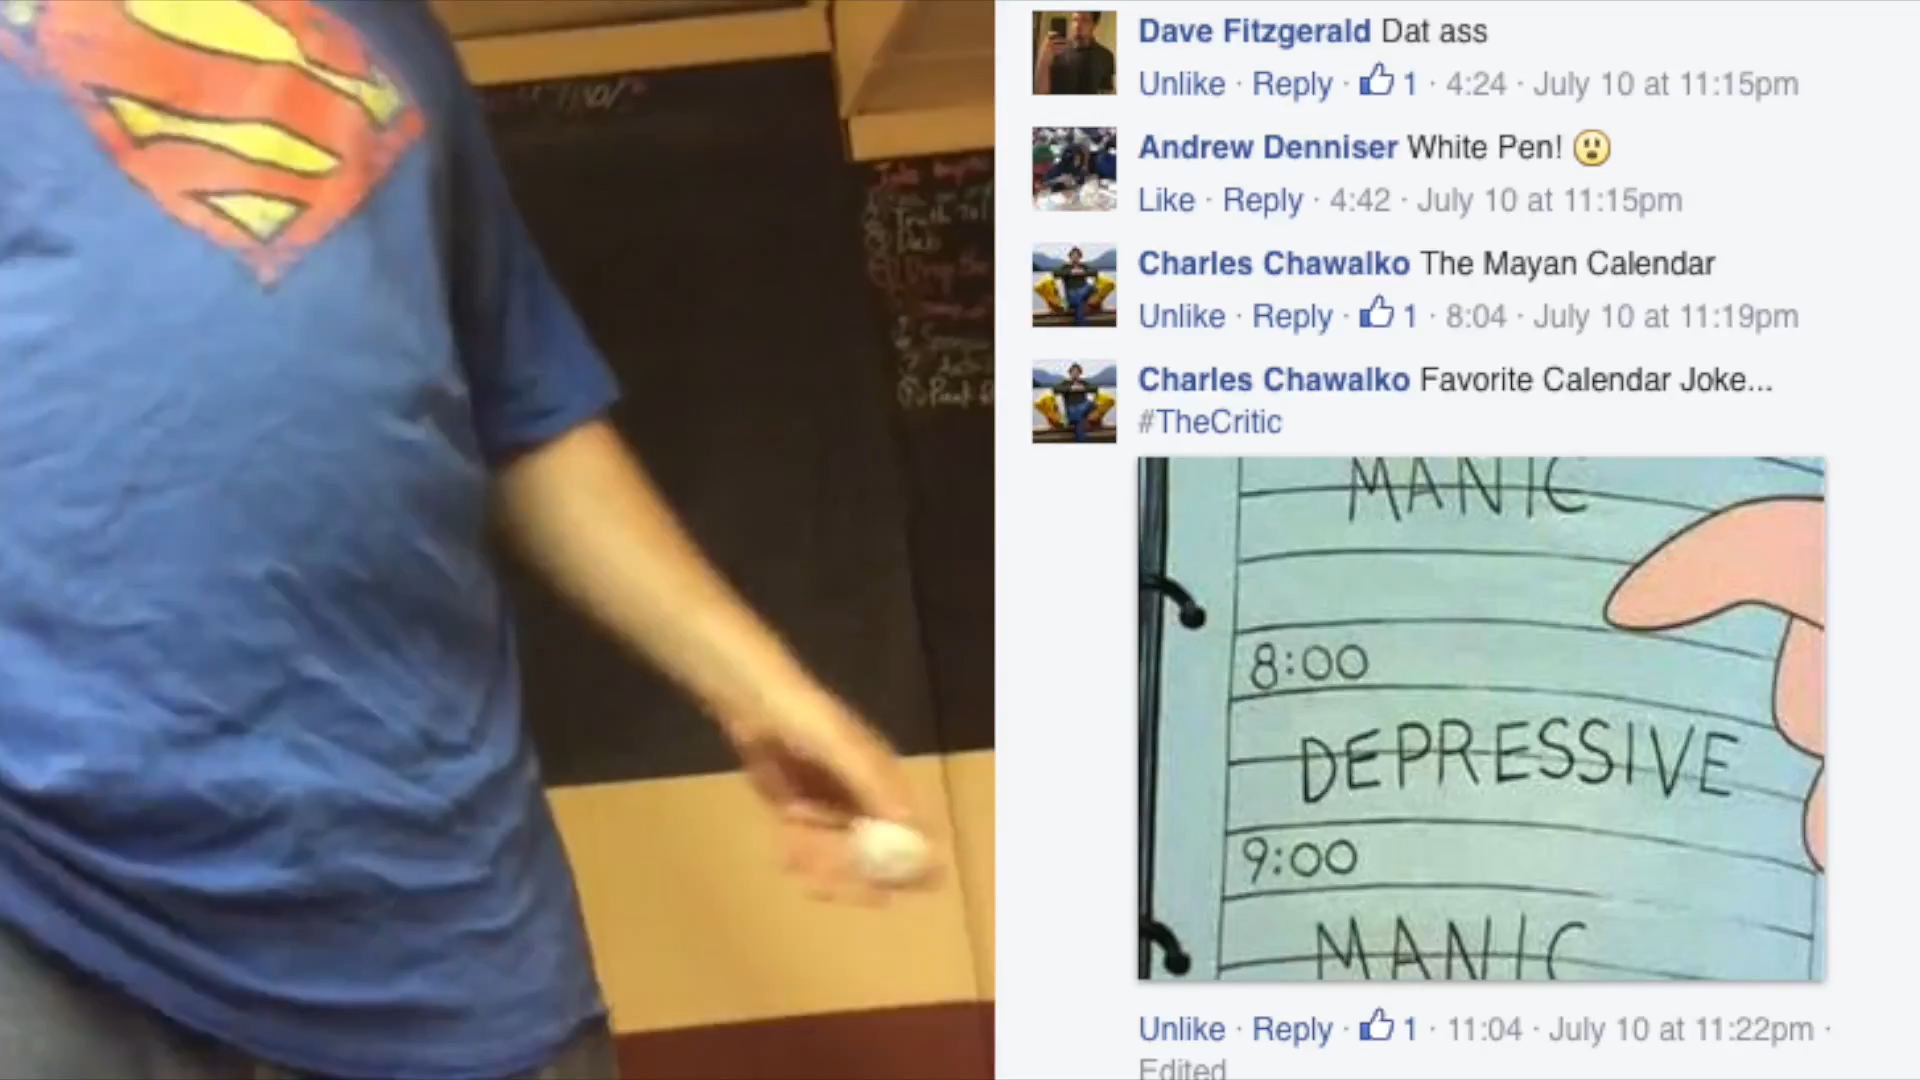 Dave Fitzgerald Dat ass
Unlike · Reply · 1 · 4:24 · July 10 at 11:15pm
Andrew Denniser White Pen!
Like · Reply · 4:42 · July 10 at 11:15pm
Charles Chawalko The Mayan Calendar
Unlike · Reply · 1 · 8:04 · July 10 at 11:19pm
Charles Chawalko Favorite Calendar Joke...
#TheCritic
MANIC
8:00
DEPRESSIVE
9:00
MANIC
Unlike · Reply · 1 · 11:04 · July 10 at 11:22pm ·
Edited